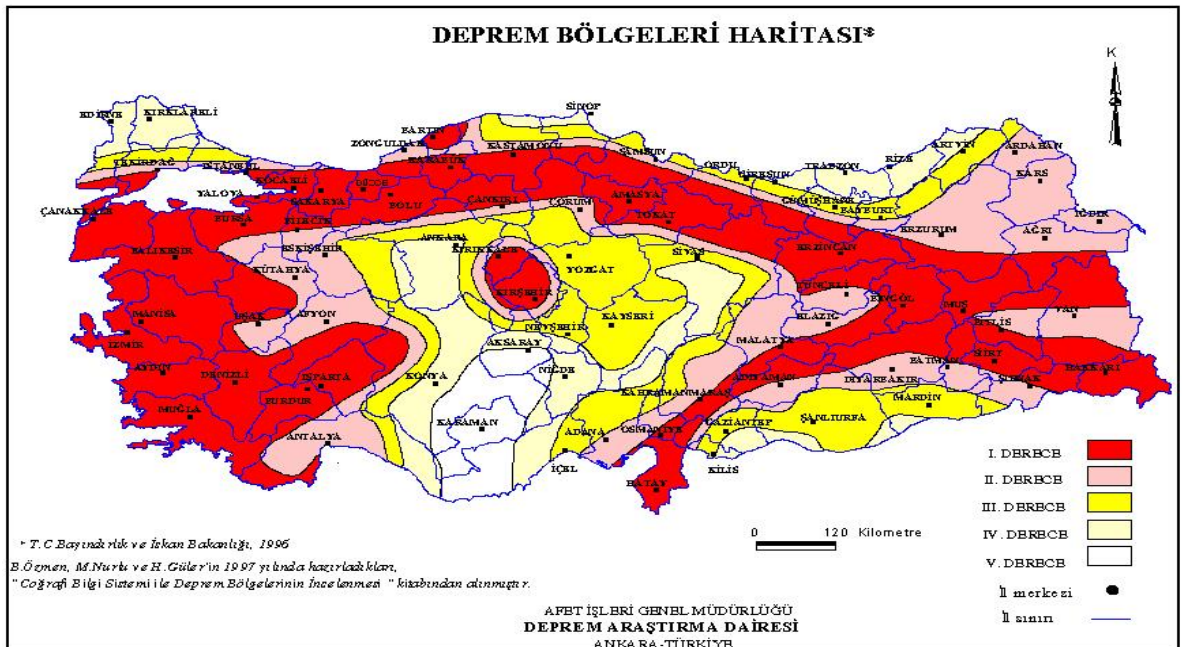 DEPREM BÖLGELERİ HARİTASI*
K
SİNOP
EDİRNE
KIRKLARELİ
BARTIN
ZONGULDAK
KASTAMONU
KARABÜK
SAMSUN
ARTVİN
ARDAHAN
TEKİRDAĞ
İSTANBUL
ORDU
GİRESUN
TRABZON
RİZE
KARS
KOCAELİ
YALOVA
SAKARYA
DÜZCE
BOLU
ÇANKIRI
ÇORUM
AMASYA
TOKAT
GÜMÜŞHANE
BAYBURT
IĞDIR
ÇANAKKALE
BURSA
BİLECİK
ERZURUM
AĞRI
BALIKESİR
ESKİŞEHİR
ANKARA
KIRIKKALE
SİVAS
ERZİNCAN
KÜTAHYA
YOZGAT
KIRŞEHİR
TUNCELİ
BİNGÖL
MUŞ
MANİSA
UŞAK
AFYON
NEVŞEHİR
KAYSERİ
ELAZIĞ
BİTLİS
VAN
İZMİR
AKSARAY
MALATYA
SİİRT
AYDIN
DENİZLİ
ISPARTA
KONYA
NİĞDE
KAHRAMANMARAŞ
ADIYAMAN
DİYARBAKIR
BATMAN
ŞIRNAK
HAKKARİ
MUĞLA
BURDUR
KARAMAN
ADANA
OSMANİYE
GAZİANTEP
ŞANLIURFA
MARDİN
ANTALYA
İÇEL
KİLİS
HATAY
I. DERECE
II. DERECE
III. DERECE
IV. DERECE
V. DERECE
İl merkezi
İl sınırı
0 120 Kilometre
* T.C.Bayındırlık ve İskan Bakanlığı, 1996
B.Özmen, M.Nurlu ve H.Güler'in 1997 yılında hazırladıkları,
" Coğrafi Bilgi Sistemi ile Deprem Bölgelerinin İncelenmesi " kitabından alınmıştır.
AFET İŞLERİ GENEL MÜDÜRLÜĞÜ
DEPREM ARAŞTIRMA DAİRESİ
ANKARA-TÜRKİYE